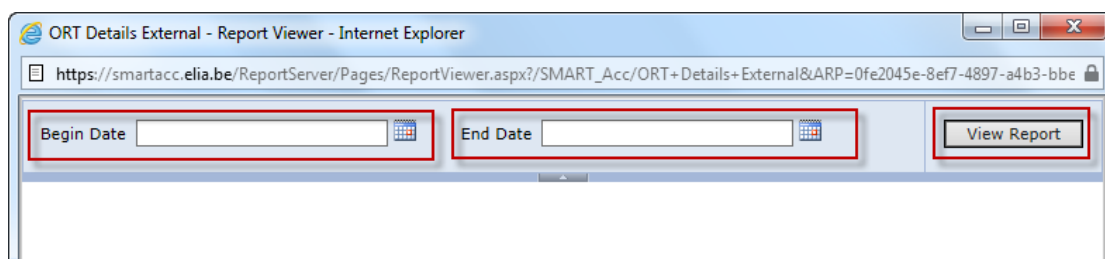 ORT Details External - Report Viewer - Internet Explorer
https://smartacc.elia.be/ReportServer/Pages/ReportViewer.aspx?/SMART_Acc/ORT+Details+External&ARP=0fe2045e-8ef7-4897-a4b3-bbe
Begin Date End Date View Report